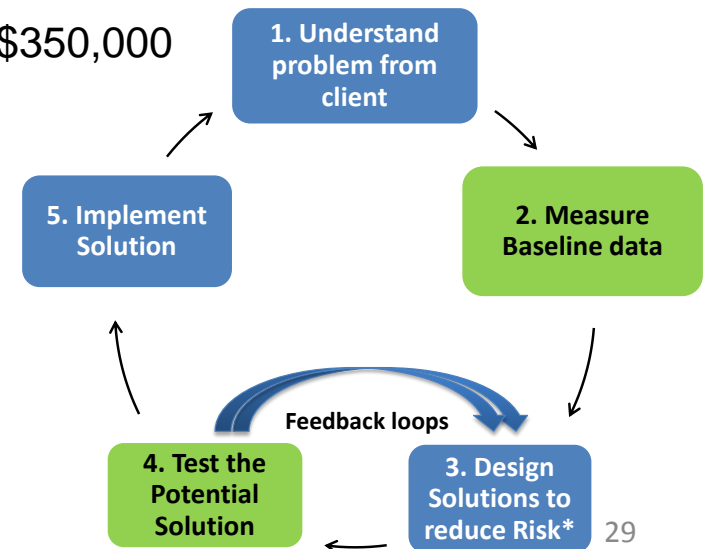 $350,000
1. Understand
problem from
client
5. Implement
Solution
2. Measure
Baseline data
Feedback loops
4. Test the
Potential
Solution
3. Design
Solutions to
reduce Risk*
29